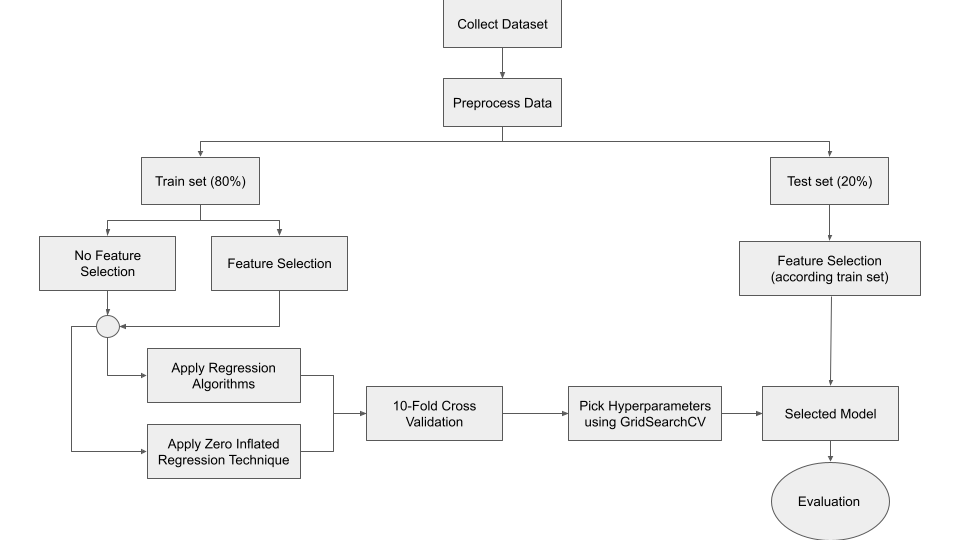 Collect Dataset
Preprocess Data
Train set (80%)
Test set (20%)
No Feature
Selection
Feature Selection
Feature Selection
(according train set)
Apply Regression
Algorithms
10-Fold Cross
Validation
Pick Hyperparameters
using GridSearchCV
Selected Model
Apply Zero Inflated
Regression Technique
Evaluation